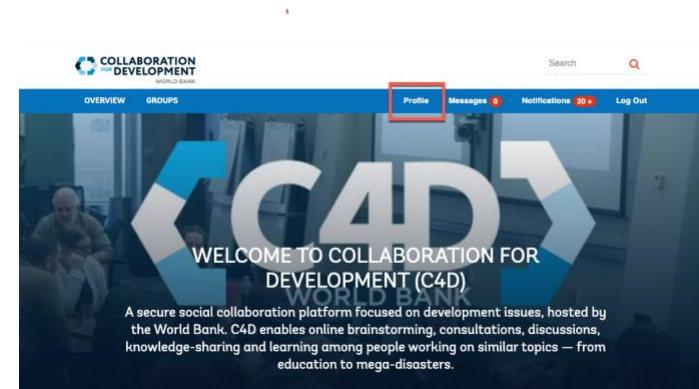 COLLABORATION
FOR DEVELOPMENT
WORLD BANK
Search
OVERVIEW GROUPS Profile Messages 0 Notifications 20 + Log Out
C4D
WORLD BANK
WELCOME TO COLLABORATION FOR
DEVELOPMENT (C4D)
A secure social collaboration platform focused on development issues, hosted by
the World Bank. C4D enables online brainstorming, consultations, discussions,
knowledge-sharing and learning among people working on similar topics — from
education to mega-disasters.